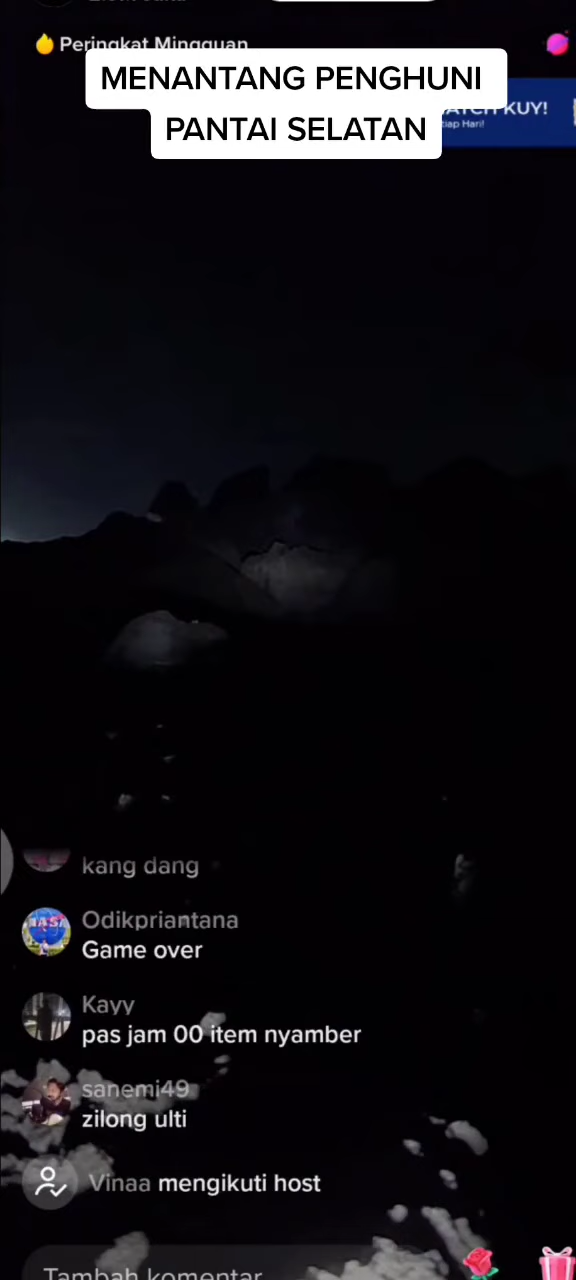 Peringkat Mingguan
MENANTANG PENGHUNI
PANTAI SELATAN
KUY!
Hari!
kang dang
Odikpriantana
Game over
Kayy
pas jam 00 item nyamber
sanemi49
zilong ulti
Vinaa mengikuti host
Tambah komentar